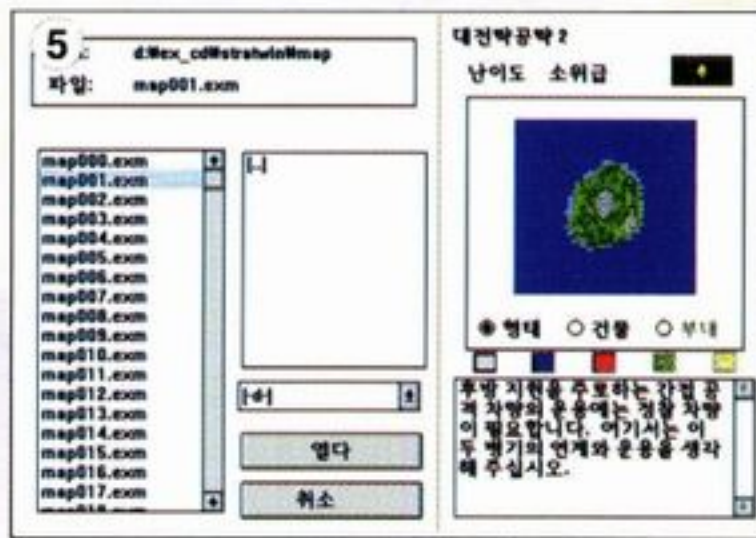 5
d:₩ex_cd₩stratwin₩map
파일: map001.exm
map000.exm
map001.exm
map002.exm
map003.exm
map004.exm
map005.exm
map006.exm
map007.exm
map008.exm
map009.exm
map010.exm
map011.exm
map012.exm
map013.exm
map014.exm
map015.exm
map016.exm
map017.exm
[..]
[-d-]
열다
취소
대전략공략 2
난이도 소위급
형태 건물 부대
후방 지원을 주로하는 간접 공
격 차량의 운용에는 정찰 차량
이 필요합니다. 여기서는 이
두 병기의 연계와 운용을 생각
해 주십시오.